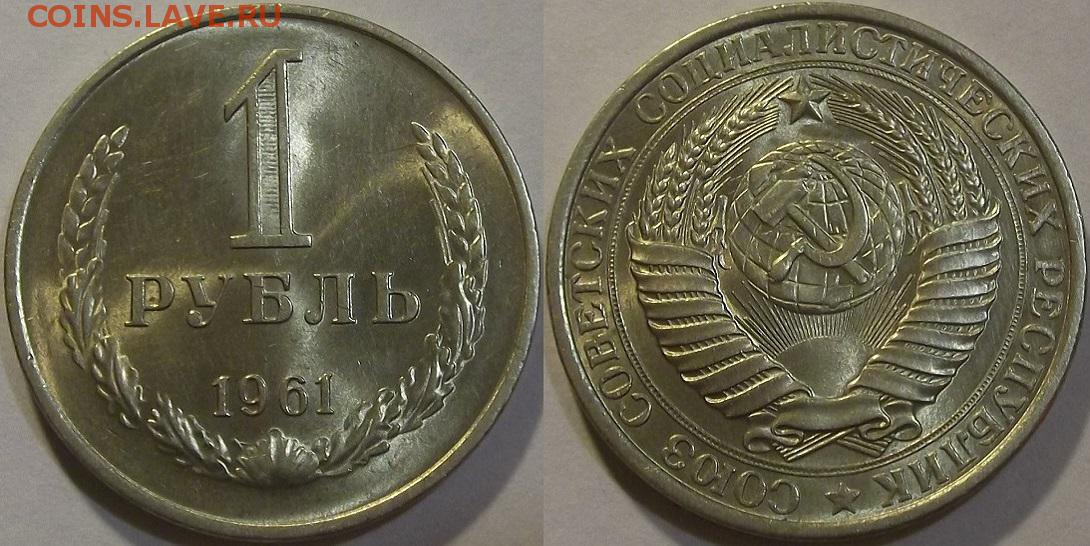 COINS.LAVE.RU
1
РУБЛЬ
1961
СОЮЗ СОВЕТСКИХ СОЦИАЛИСТИЧЕСКИХ РЕСПУБЛИК